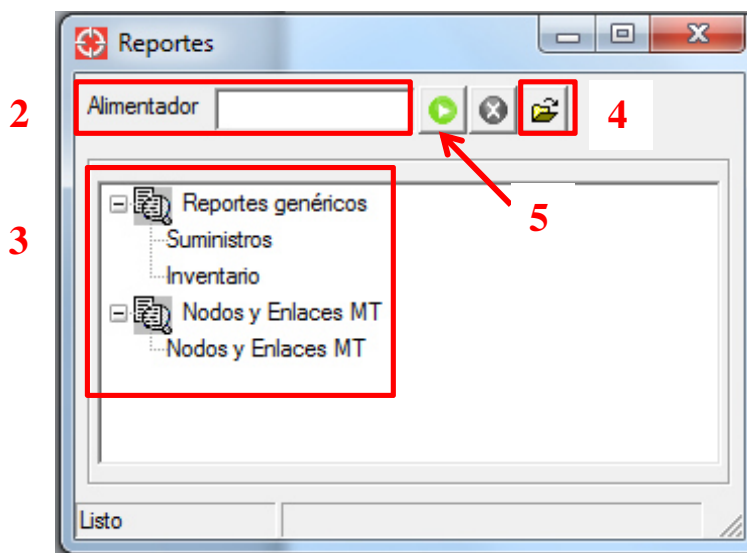 Reportes
2
Alimentador
4
3
5
Reportes genéricos
Suministros
Inventario
Nodos y Enlaces MT
Nodos y Enlaces MT
Listo